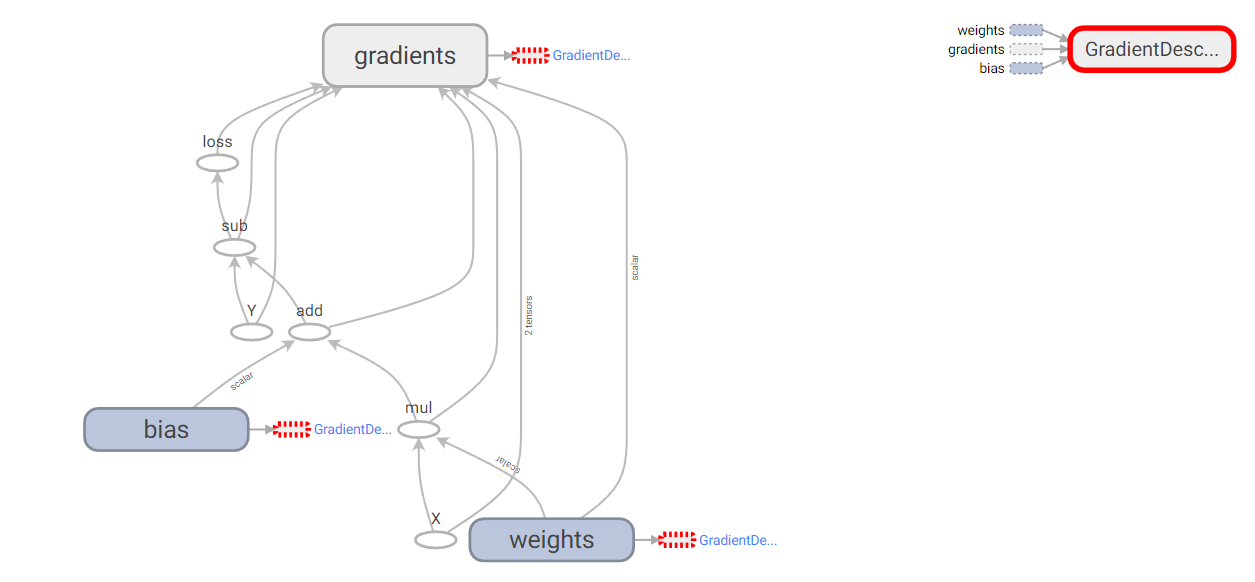 gradients
GradientDe...
weights
gradients
bias
GradientDesc...
loss
sub
Y
add
scalar
2 tensors
scalar
bias
GradientDe...
mul
scalar
X
weights
GradientDe...